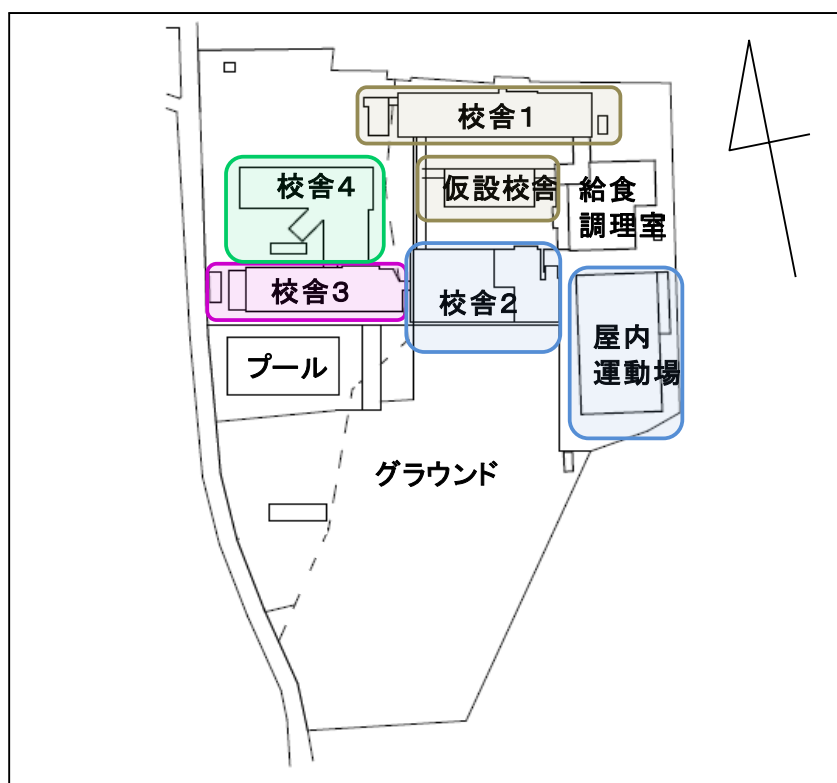 校舎1
校舎4
仮設校舎
給食
調理室
校舎3
校舎2
屋内
運動場
プール
グラウンド